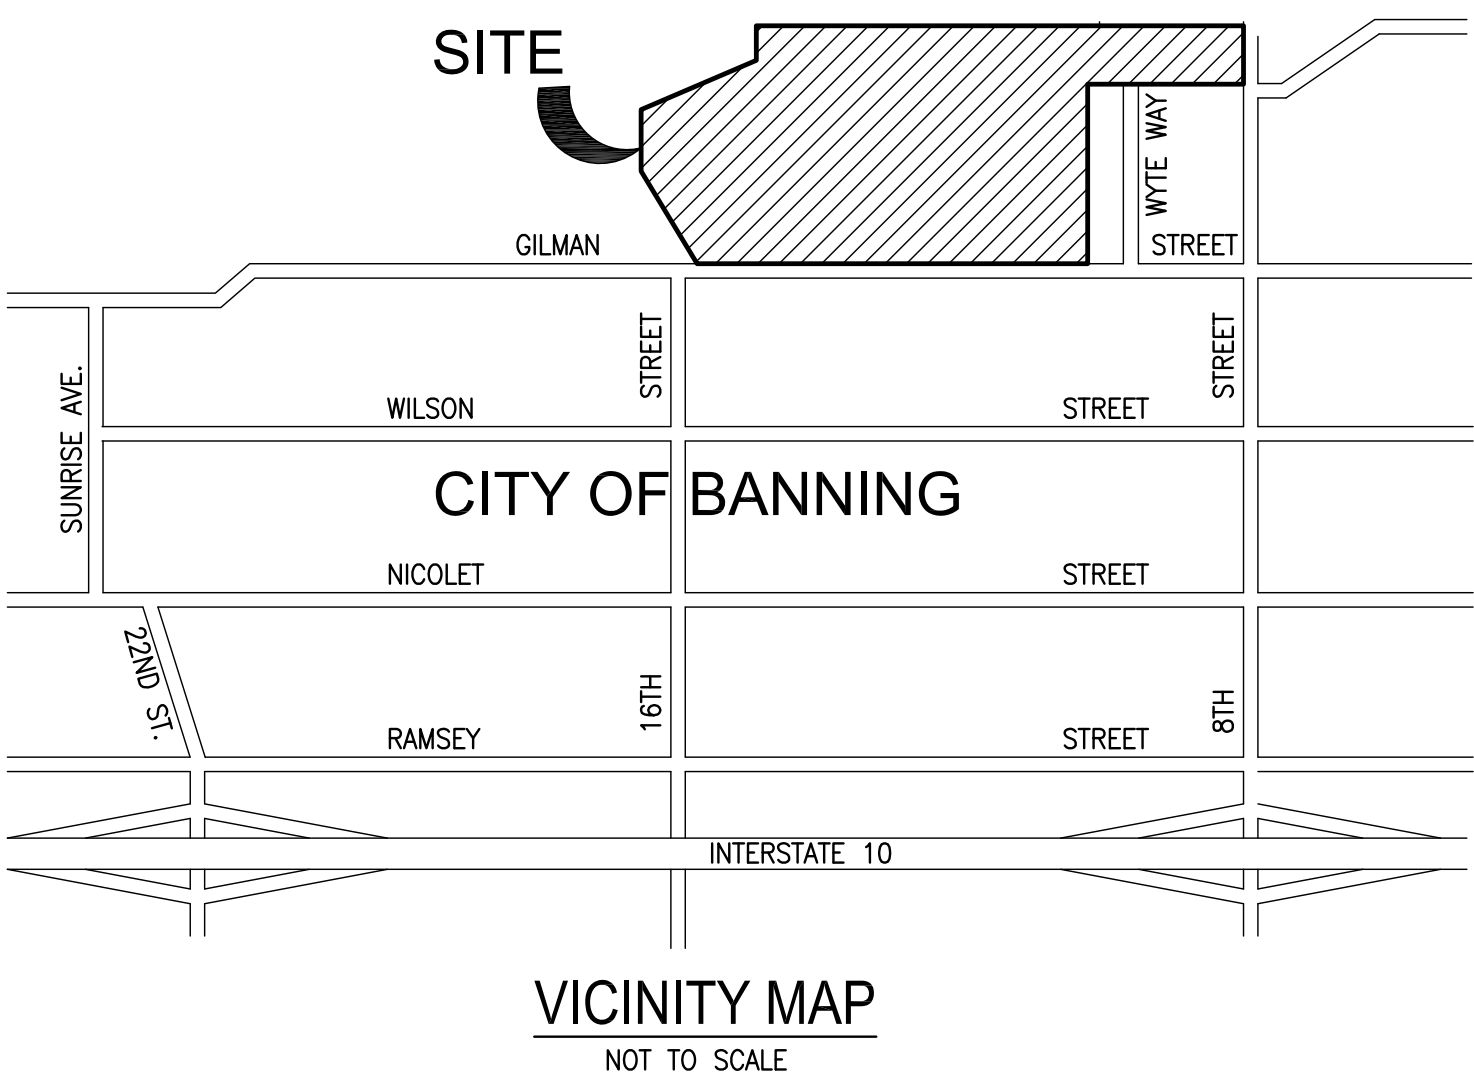 SITE
WYTE WAY
GILMAN STREET
STREET
STREET
SUNRISE AVE.
WILSON STREET
CITY OF BANNING
NICOLET STREET
22ND ST.
16TH
8TH
RAMSEY STREET
INTERSTATE 10
VICINITY MAP
NOT TO SCALE